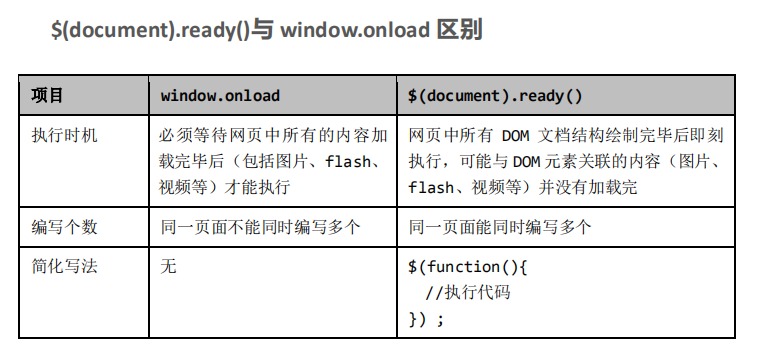 $(document).ready()与 window.onload 区别
项目
window.onload
$(document).ready()
执行时机
必须等待网页中所有的内容加
载完毕后（包括图片、flash、
视频等）才能执行
网页中所有 DOM 文档结构绘制完毕后即刻
执行，可能与 DOM 元素关联的内容（图片、
flash、视频等）并没有加载完
编写个数
同一页面不能同时编写多个
同一页面能同时编写多个
简化写法
无
$(function(){
//执行代码
}) ;